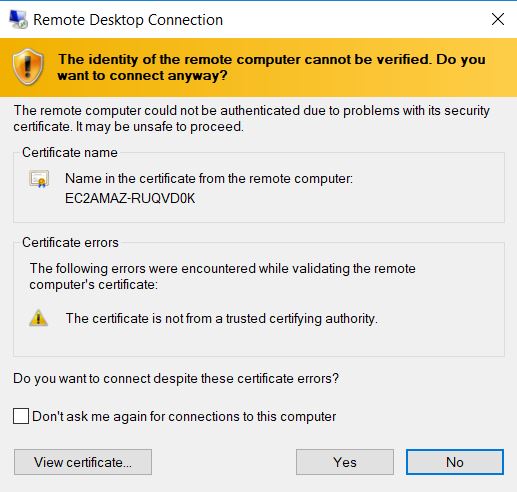 Remote Desktop Connection
The identity of the remote computer cannot be verified. Do you
want to connect anyway?
The remote computer could not be authenticated due to problems with its security
certificate. It may be unsafe to proceed.
Certificate name
Name in the certificate from the remote computer:
EC2AMAZ-RUQVD0K
Certificate errors
The following errors were encountered while validating the remote
computer's certificate:
The certificate is not from a trusted certifying authority.
Do you want to connect despite these certificate errors?
Don't ask me again for connections to this computer
View certificate...
Yes
No